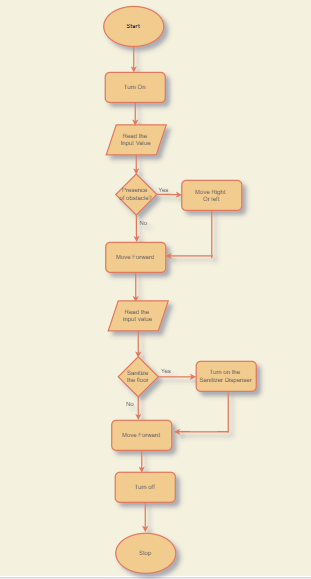 Start
Turn On
Read the
Input Value
Presence
of obstacle?
Yes
Move Right
Or left
No
Move Forward
Read the
input value
Sanitize
the floor
Yes
Turn on the
Sanitizer Dispenser
No
Move Forward
Turn off
Stop